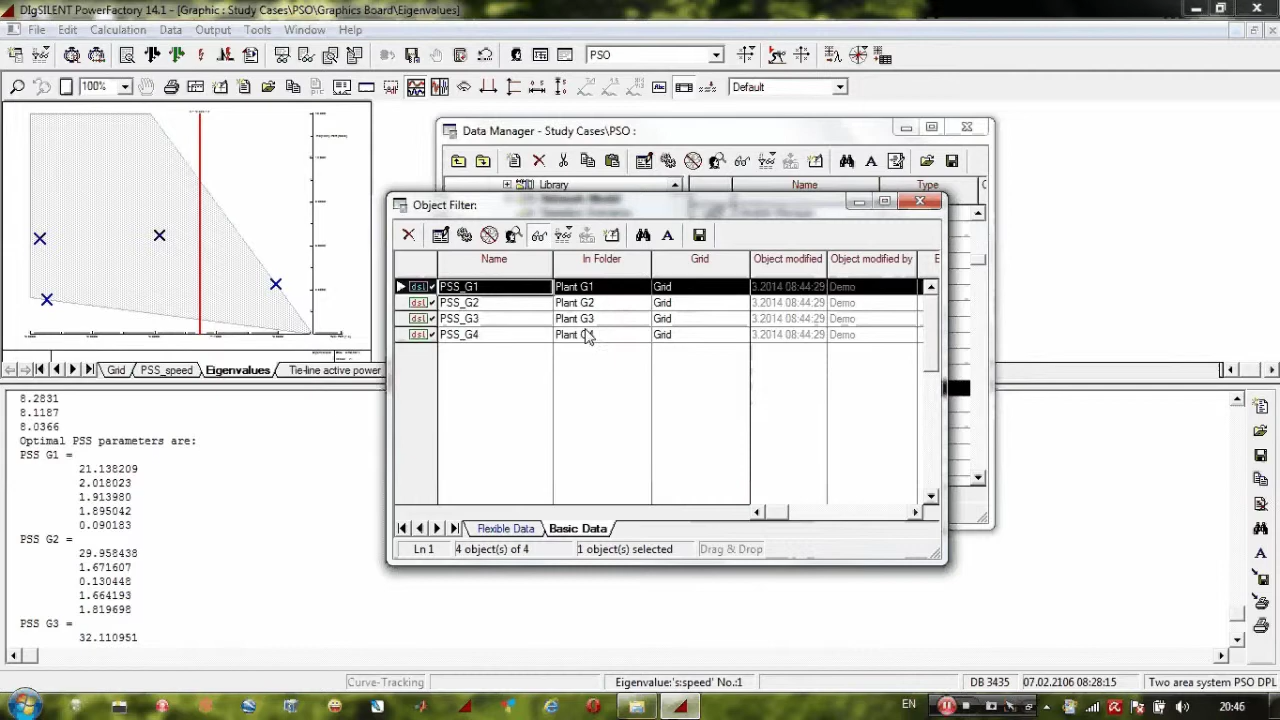 DIgSILENT PowerFactory 14.1 - [Graphic : Study Cases\PSO\Graphics Board\Eigenvalues]
File Edit Calculation Data Output Tools Window Help
PSO
100%
Default
Data Manager - Study Cases\PSO :
Library
Name Type
Object Filter:
Name In Folder Grid Object modified Object modified by
PSS_G1 Plant G1 Grid 3.2014 08:44:29 Demo
PSS_G2 Plant G2 Grid 3.2014 08:44:29 Demo
PSS_G3 Plant G3 Grid 3.2014 08:44:29 Demo
PSS_G4 Plant Grid 3.2014 08:44:29 Demo
Grid PSS_speed Eigenvalues Tie-line active power
8.2831
8.1187
8.0366
Optimal PSS parameters are:
PSS G1 =
21.138209
2.018023
1.913980
1.895042
0.090183
PSS G2 =
29.958438
1.671607
0.130448
1.664193
1.819698
PSS G3 =
32.110951
Flexible Data Basic Data
Ln 1 4 object(s) of 4 1 object(s) selected Drag & Drop
Curve-Tracking Eigenvalue:'s:speed' No.:1 DB 3435 07.02.2106 08:28:15 Two area system PSO DPL
EN 20:46